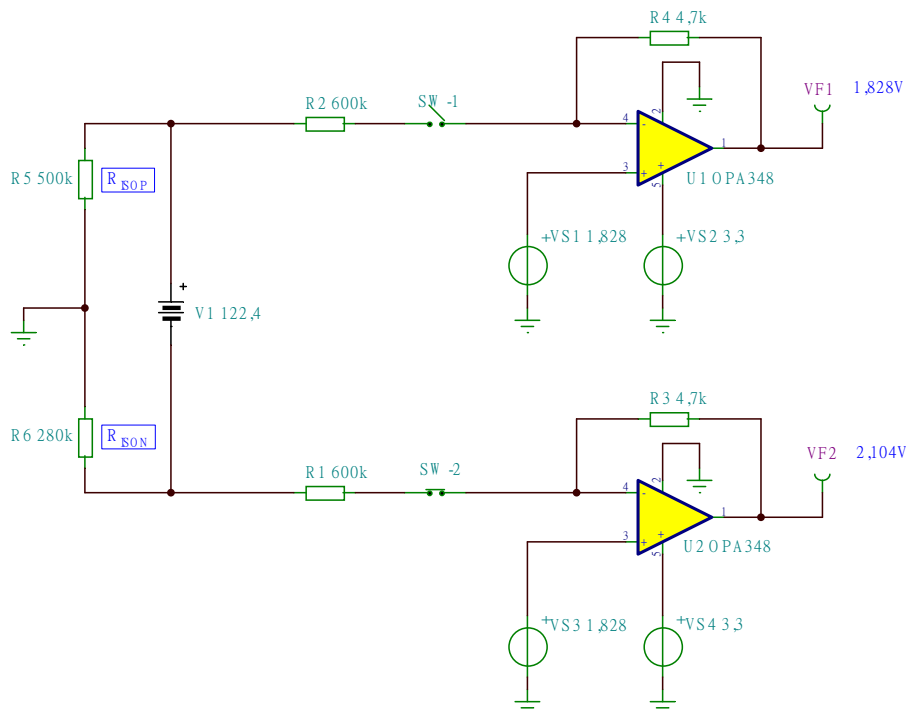 R4 4,7k
VF1 1,828V
R2 600k
SW-1
2
4
-
1
3
+
+
5
U1 OPA348
R5 500k
RISOP
+VS1 1,828
+VS2 3,3
+
V1 122,4
R3 4,7k
R6 280k
RISON
VF2 2,104V
R1 600k
SW-2
2
4
-
1
3
+
+
5
U2 OPA348
+VS3 1,828
+VS4 3,3